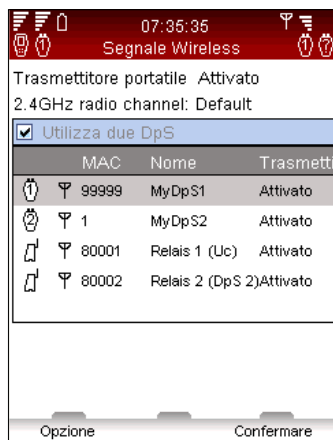 07:35:35
Segnale Wireless
Trasmettitore portatile Attivato
2.4GHz radio channel: Default
Utilizza due DpS
MAC Nome Trasmetti
1 99999 MyDpS1 Attivato
2 1 MyDpS2 Attivato
80001 Relais 1 (Uc) Attivato
80002 Relais 2 (DpS 2) Attivato
Opzione Confermare